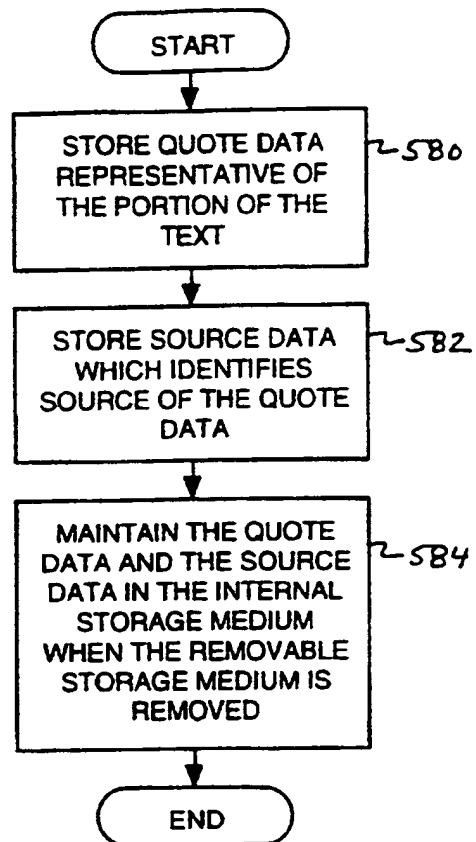 START
STORE QUOTE DATA
REPRESENTATIVE OF
THE PORTION OF THE
TEXT
580
STORE SOURCE DATA
WHICH IDENTIFIES
SOURCE OF THE QUOTE
DATA
582
MAINTAIN THE QUOTE
DATA AND THE SOURCE
DATA IN THE INTERNAL
STORAGE MEDIUM
WHEN THE REMOVABLE
STORAGE MEDIUM IS
REMOVED
584
END